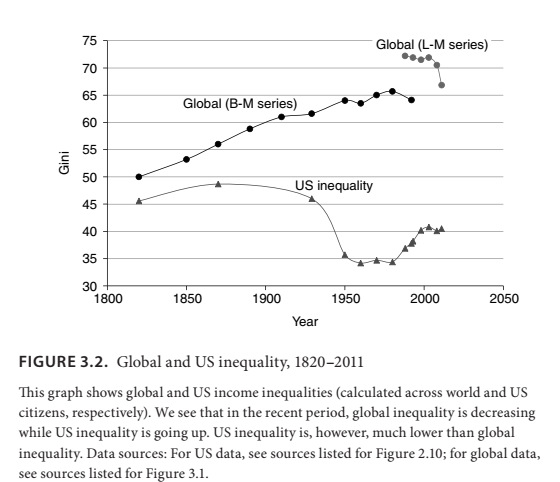 75
70
65
60
55
50
45
40
35
30
Gini
Global (L-M series)
Global (B-M series)
US inequality
1800
1850
1900
1950
2000
2050
Year
FIGURE 3.2. Global and US inequality, 1820–2011
This graph shows global and US income inequalities (calculated across world and US
citizens, respectively). We see that in the recent period, global inequality is decreasing
while US inequality is going up. US inequality is, however, much lower than global
inequality. Data sources: For US data, see sources listed for Figure 2.10; for global data,
see sources listed for Figure 3.1.